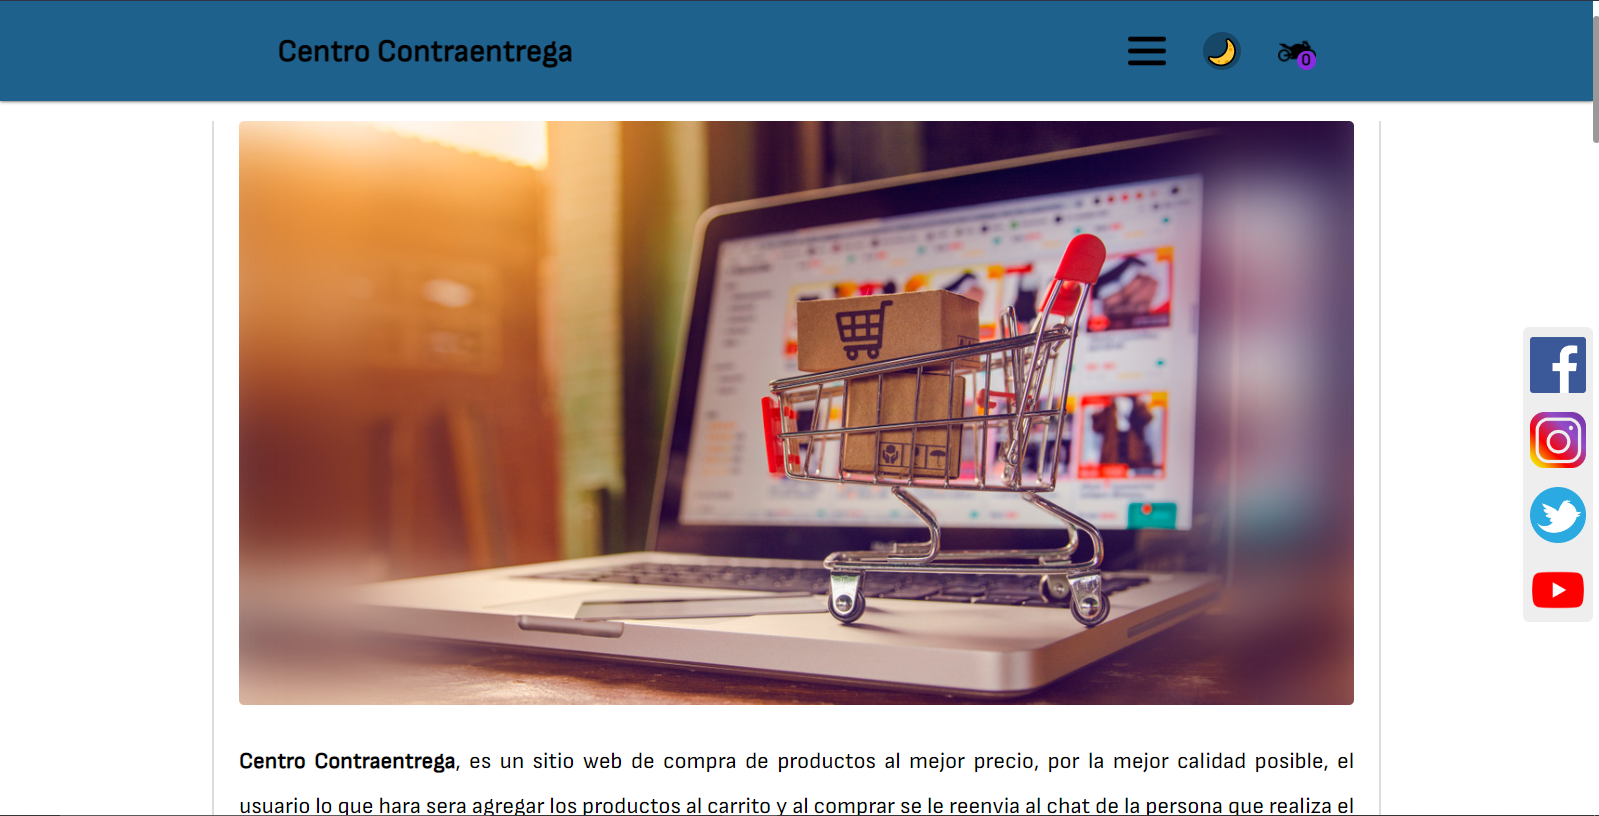 Centro Contraentrega
0
Centro Contraentrega, es un sitio web de compra de productos al mejor precio, por la mejor calidad posible, el
usuario lo que hara sera agregar los productos al carrito y al comprar se le reenvia al chat de la persona que realiza el